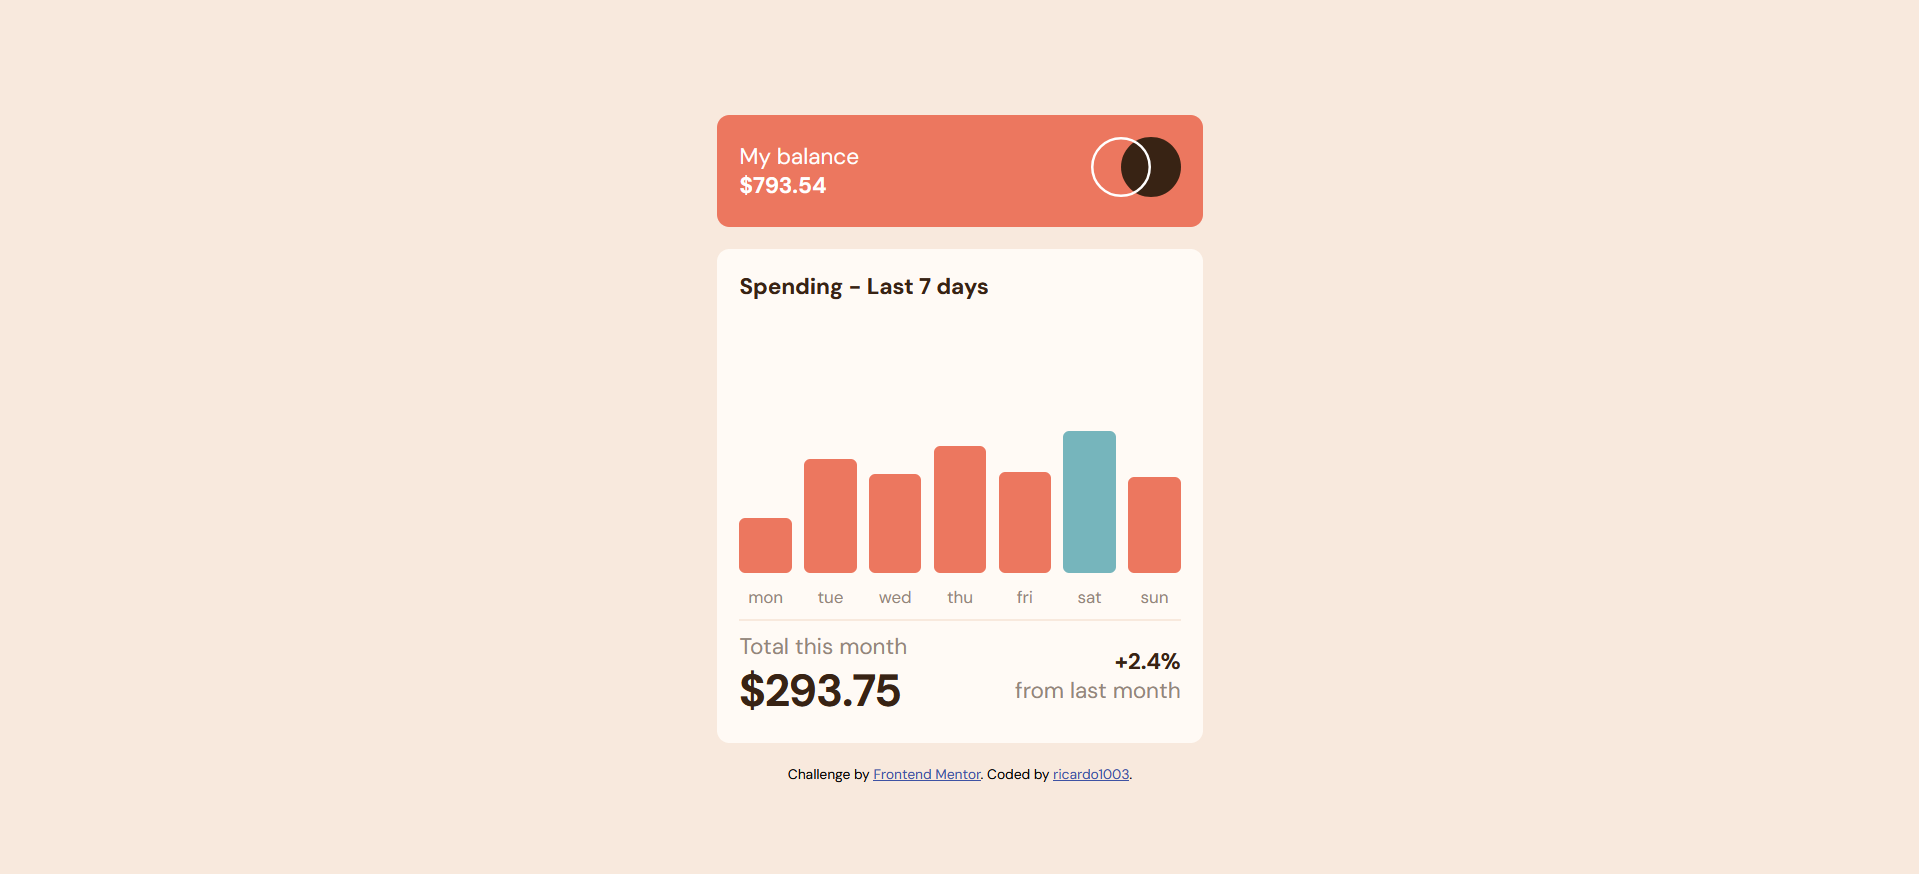 My balance
$793.54
Spending - Last 7 days
mon tue wed thu fri sat sun
Total this month
$293.75
+2.4%
from last month
Challenge by Frontend Mentor. Coded by ricardo1003.